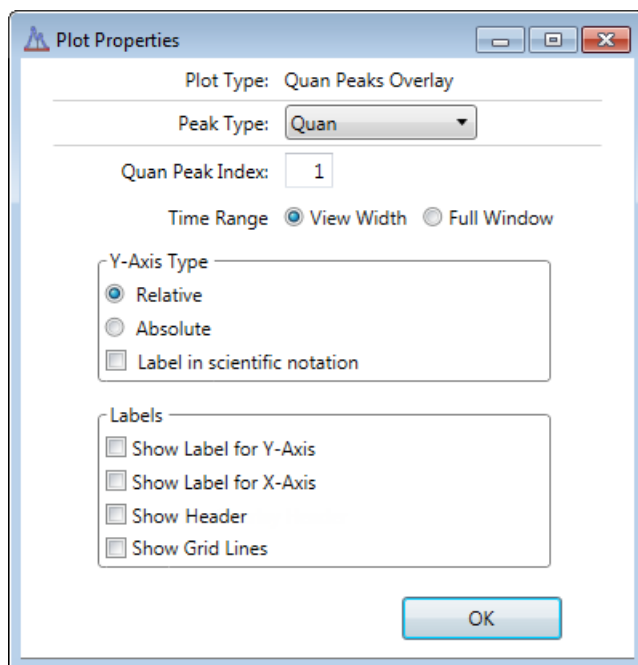 Plot Properties
Plot Type: Quan Peaks Overlay
Peak Type: Quan
Quan Peak Index: 1
Time Range View Width Full Window
Y-Axis Type
Relative
Absolute
Label in scientific notation
Labels
Show Label for Y-Axis
Show Label for X-Axis
Show Header
Show Grid Lines
OK